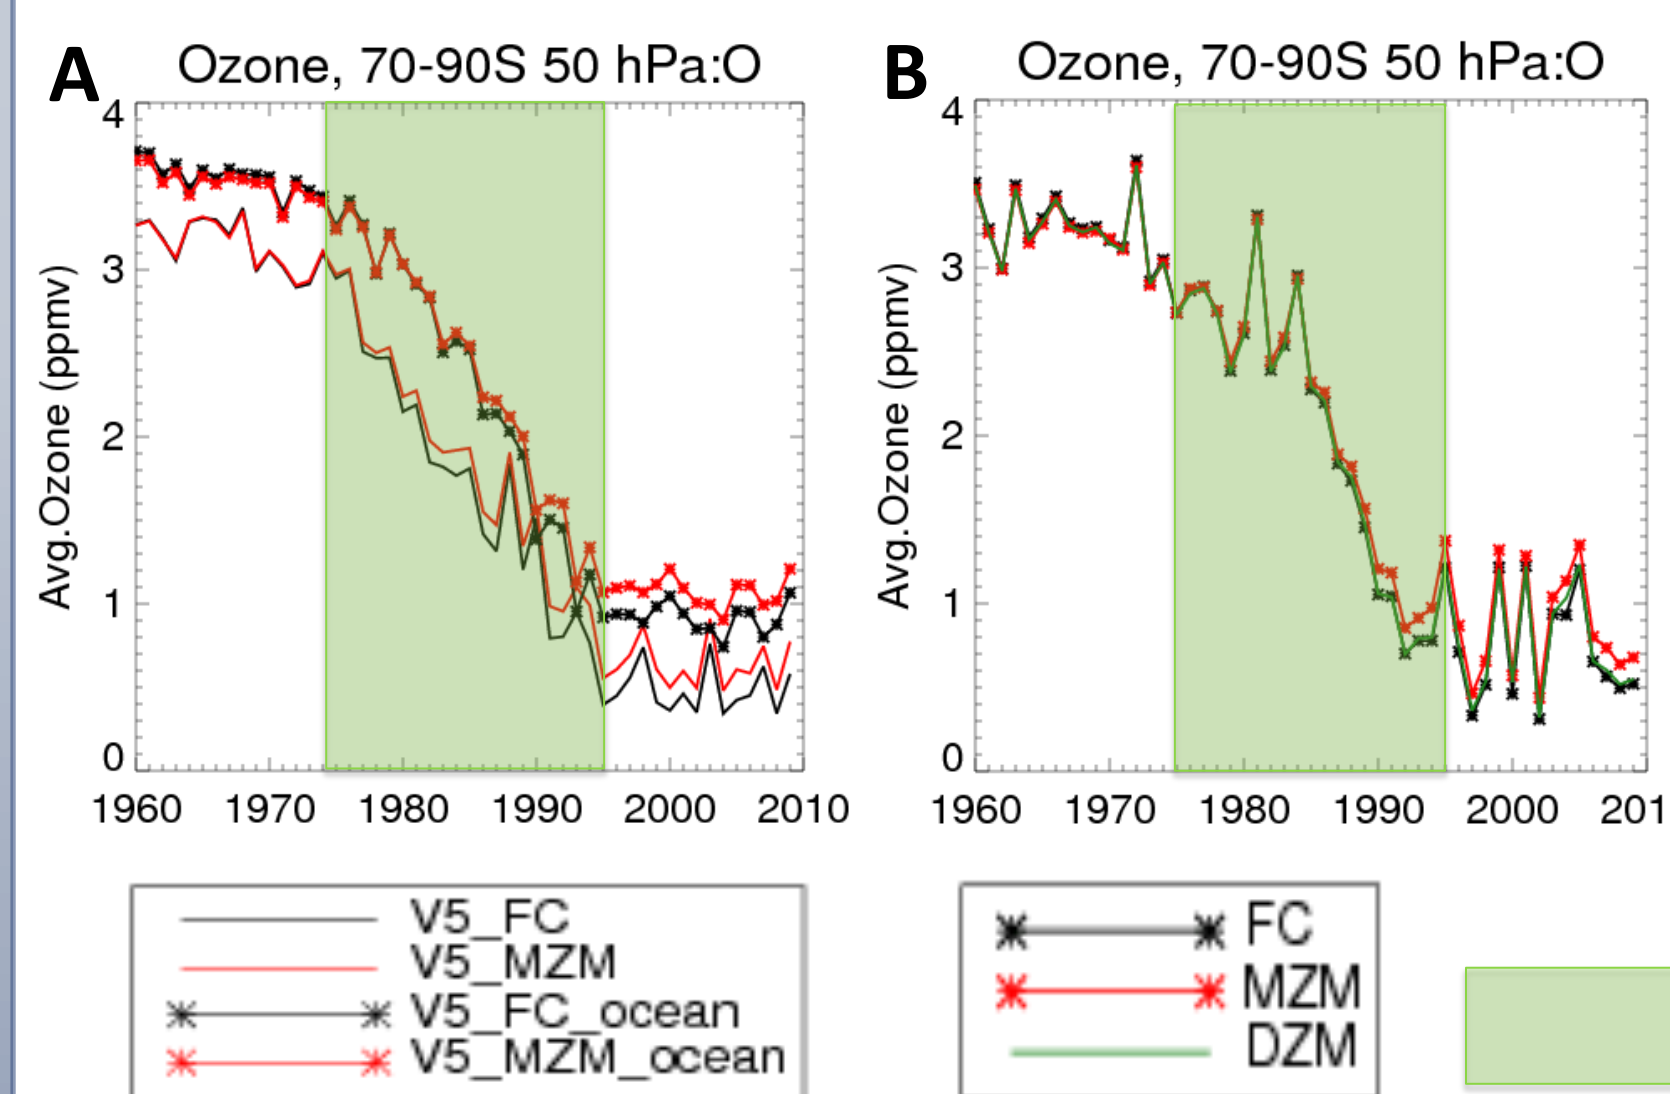 A
Ozone, 70-90S 50 hPa:O
Avg.Ozone (ppmv)
4
3
2
1
0
1960 1970 1980 1990 2000 2010
V5_FC
V5_MZM
V5_FC_ocean
V5_MZM_ocean
B
Ozone, 70-90S 50 hPa:O
Avg.Ozone (ppmv)
4
3
2
1
0
1960 1970 1980 1990 2000 201
FC
MZM
DZM